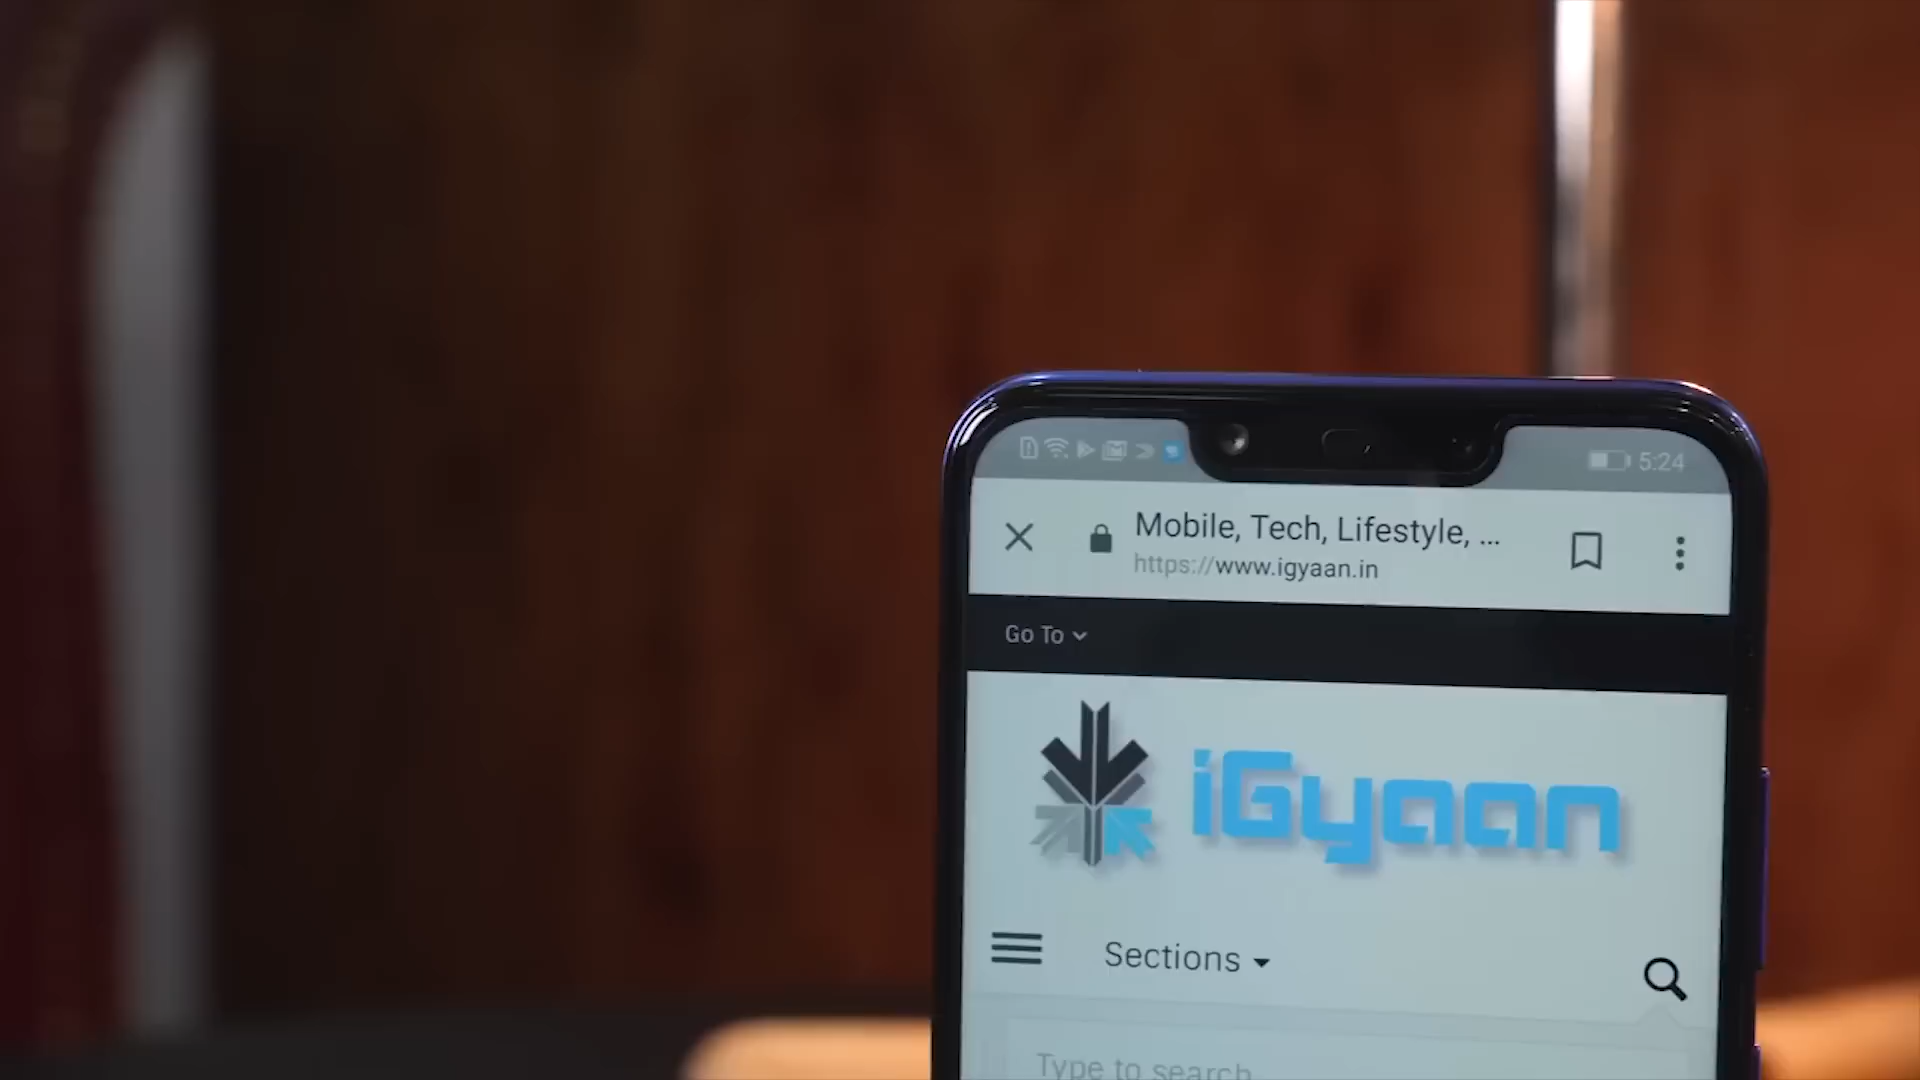 5:24
Mobile, Tech, Lifestyle, ...
https://www.igyaan.in
Go To
iGyaan
Sections
Type to search